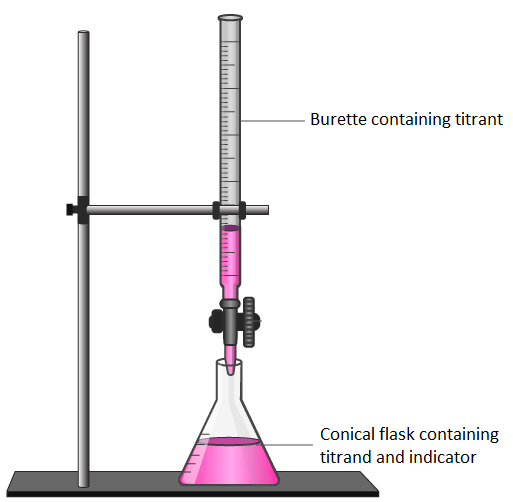 Burette containing titrant
Conical flask containing
titrand and indicator